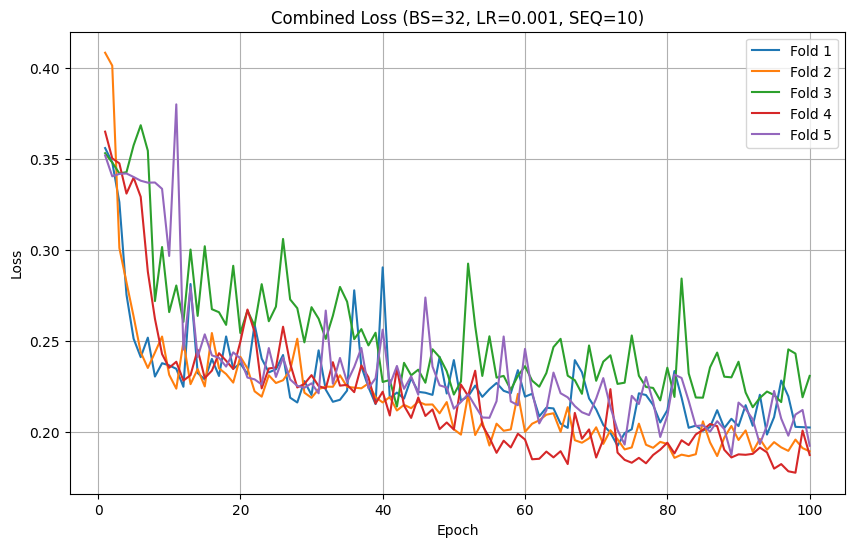 Combined Loss (BS=32, LR=0.001, SEQ=10)
Fold 1
Fold 2
Fold 3
Fold 4
Fold 5
0.40
0.35
0.30
0.25
0.20
Loss
0 20 40 60 80 100
Epoch